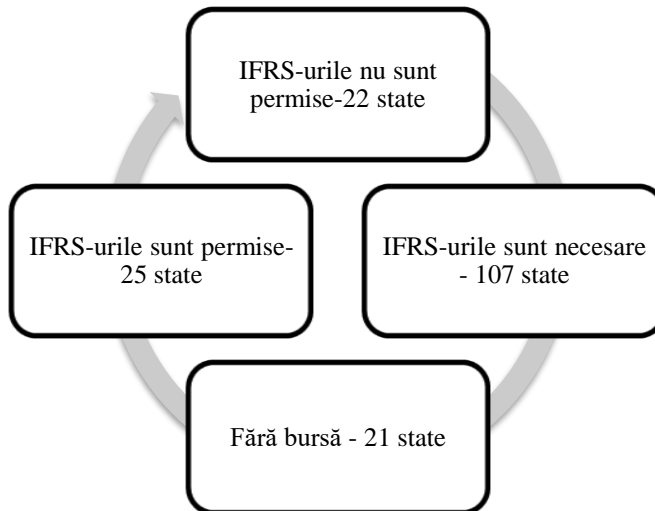 IFRS-urile nu sunt
permise-22 state
IFRS-urile sunt permise-
25 state
IFRS-urile sunt necesare
- 107 state
Fără bursă - 21 state